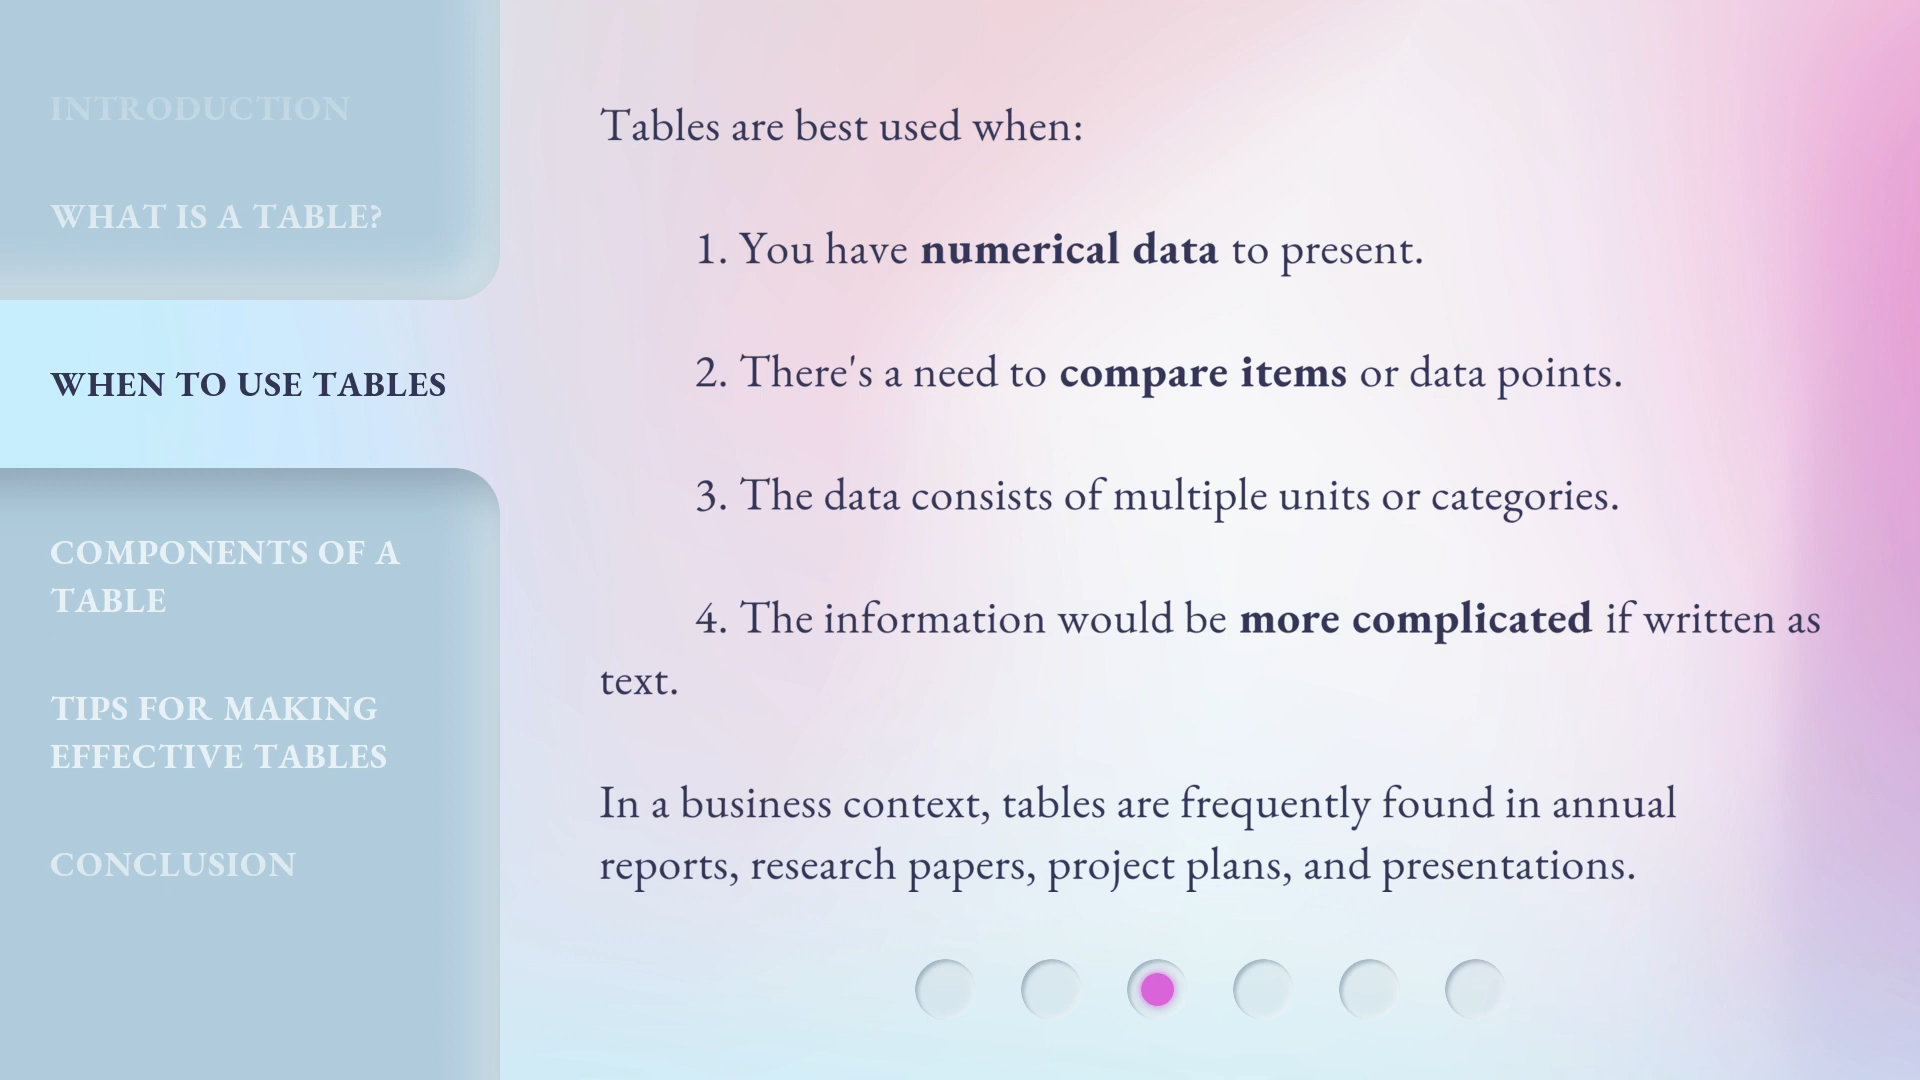 INTRODUCTION
WHAT IS A TABLE?
WHEN TO USE TABLES
COMPONENTS OF A
TABLE
TIPS FOR MAKING
EFFECTIVE TABLES
CONCLUSION
Tables are best used when:
1. You have numerical data to present.
2. There's a need to compare items or data points.
3. The data consists of multiple units or categories.
4. The information would be more complicated if written as
text.
In a business context, tables are frequently found in annual
reports, research papers, project plans, and presentations.